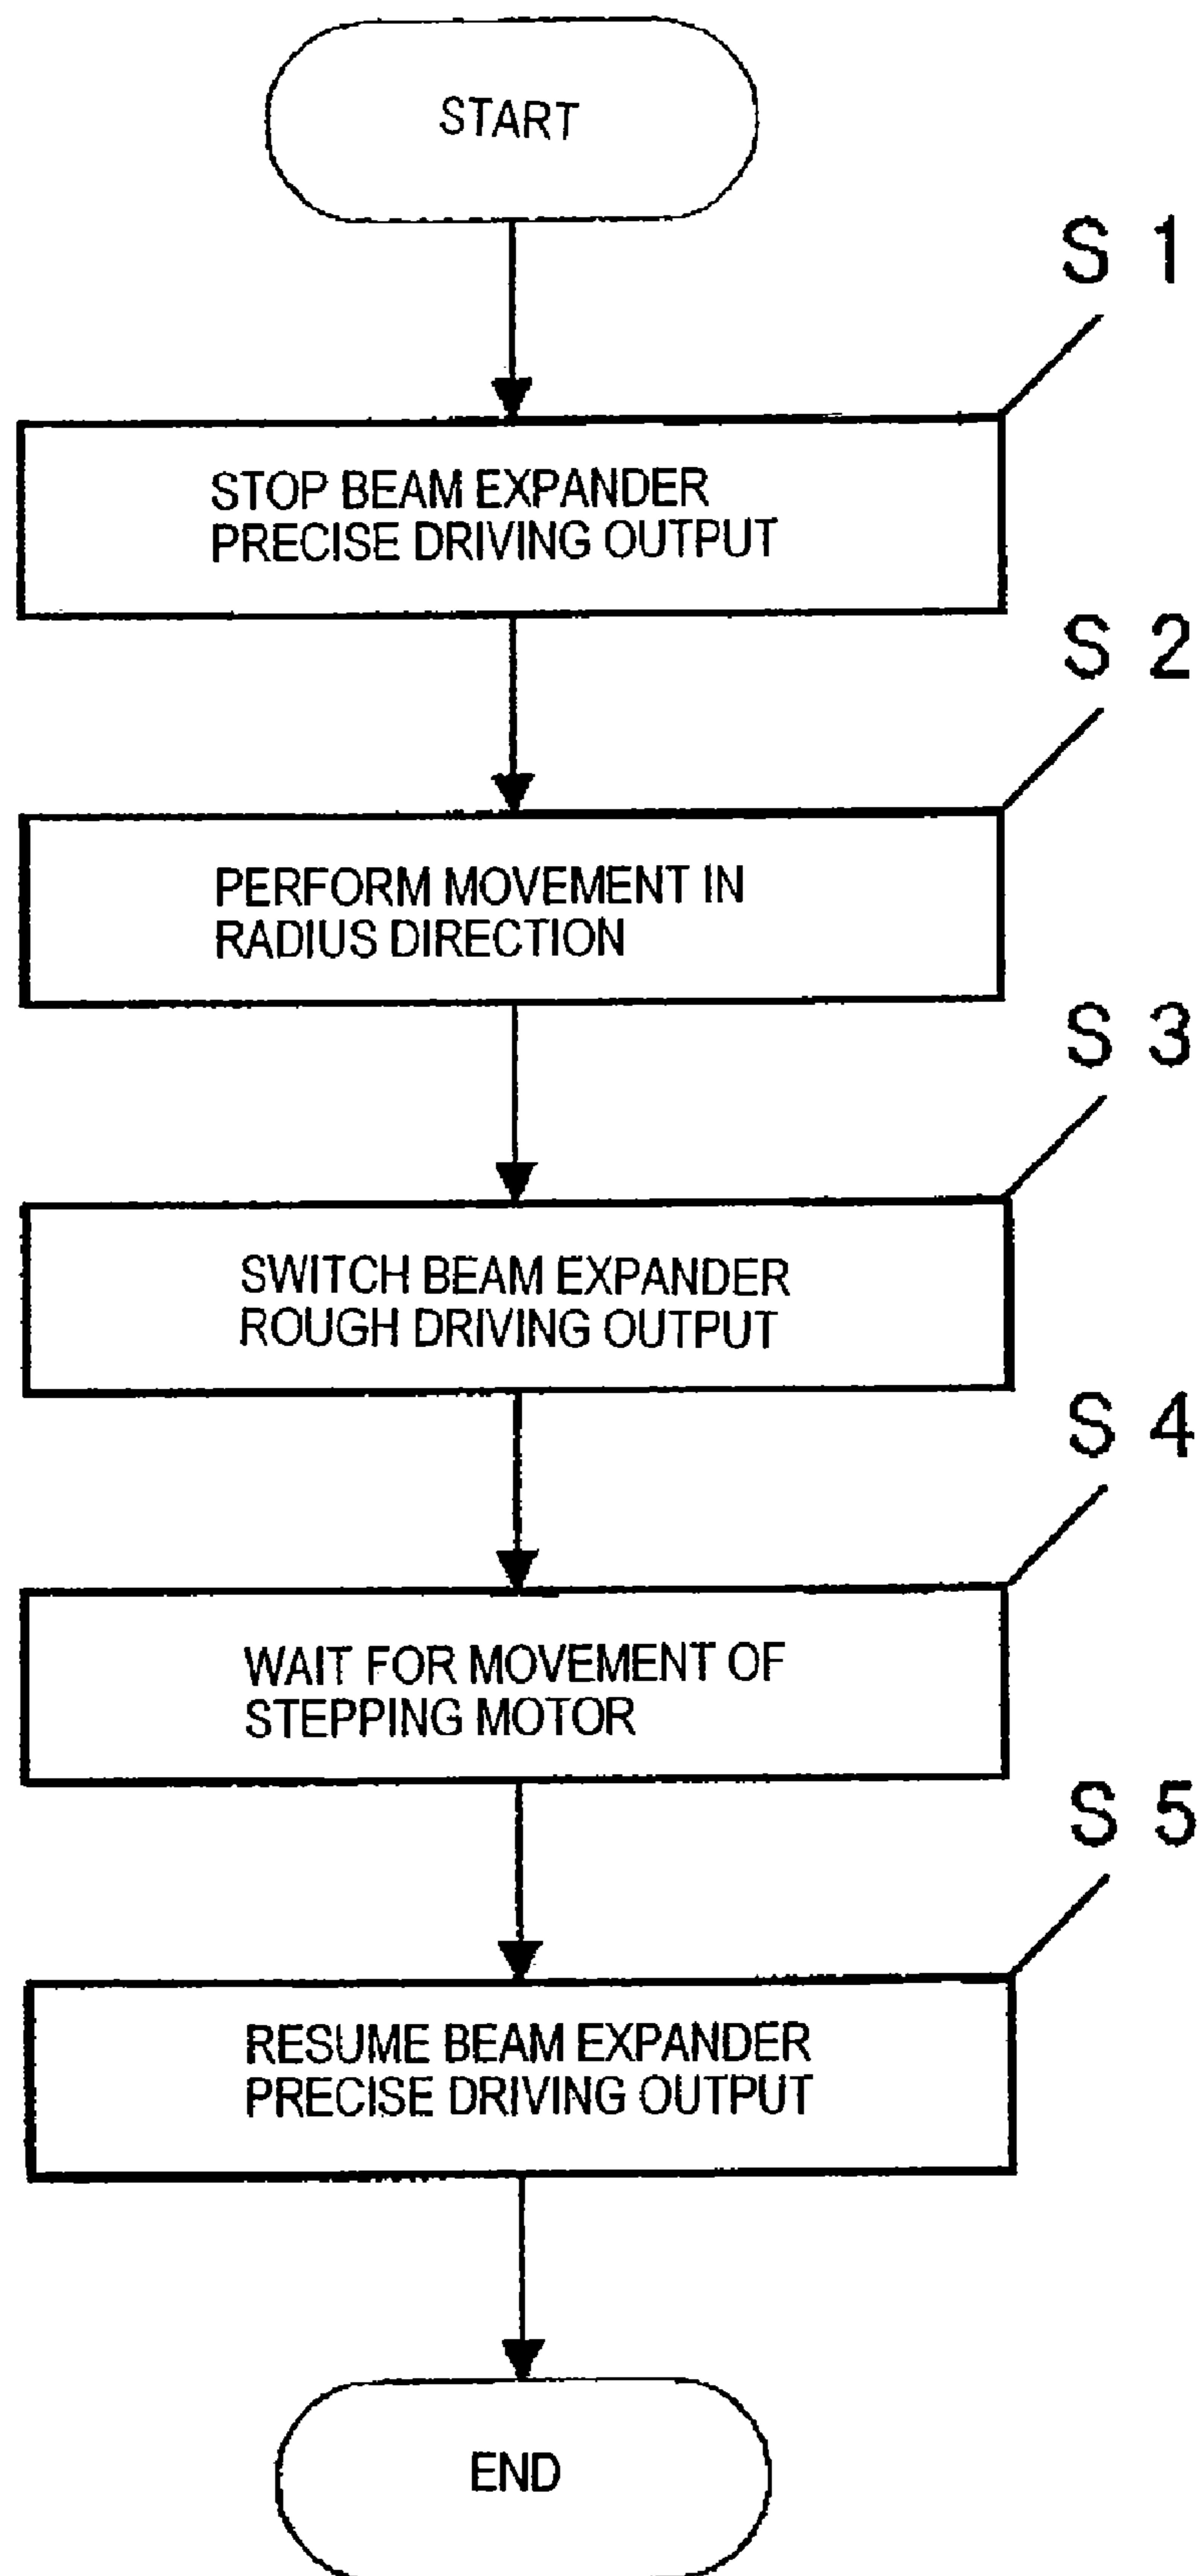 START
S 1
STOP BEAM EXPANDER
PRECISE DRIVING OUTPUT
S 2
PERFORM MOVEMENT IN
RADIUS DIRECTION
S 3
SWITCH BEAM EXPANDER
ROUGH DRIVING OUTPUT
S 4
WAIT FOR MOVEMENT OF
STEPPING MOTOR
S 5
RESUME BEAM EXPANDER
PRECISE DRIVING OUTPUT
END